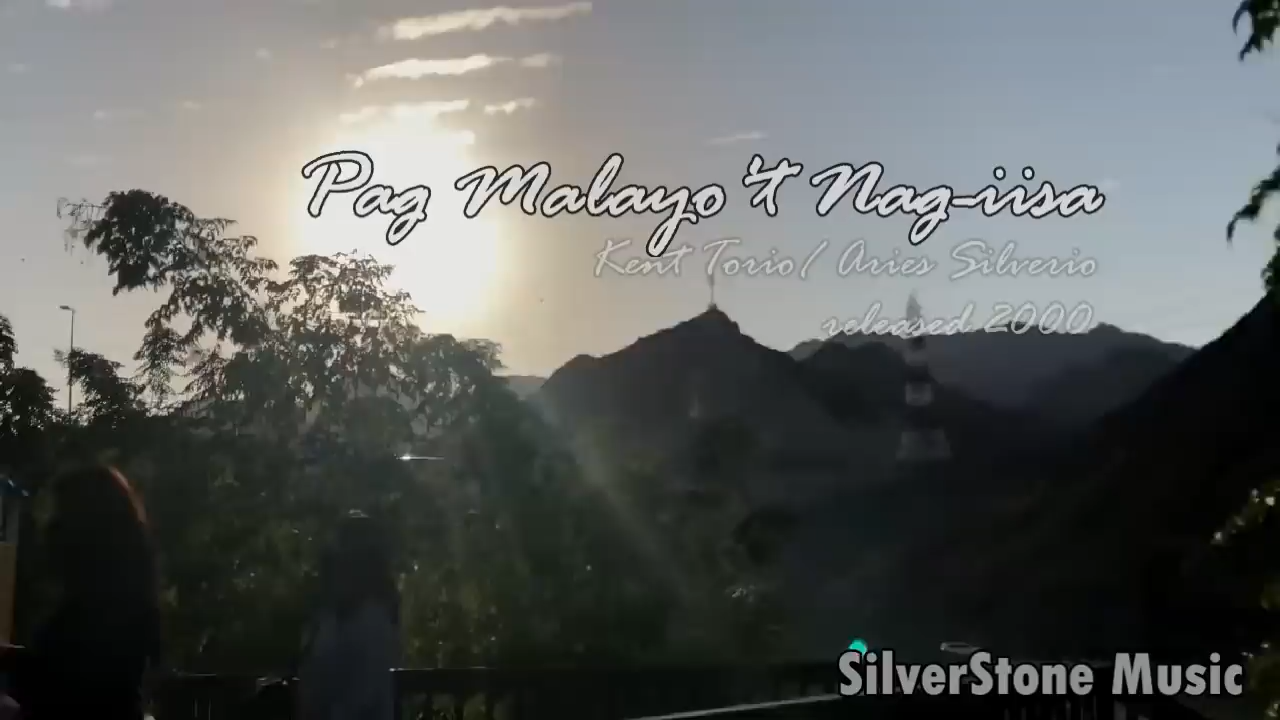 Pag Malayo 't Nag-iisa
Kent Torio/ Aries Silverio
released 2000
SilverStone Music